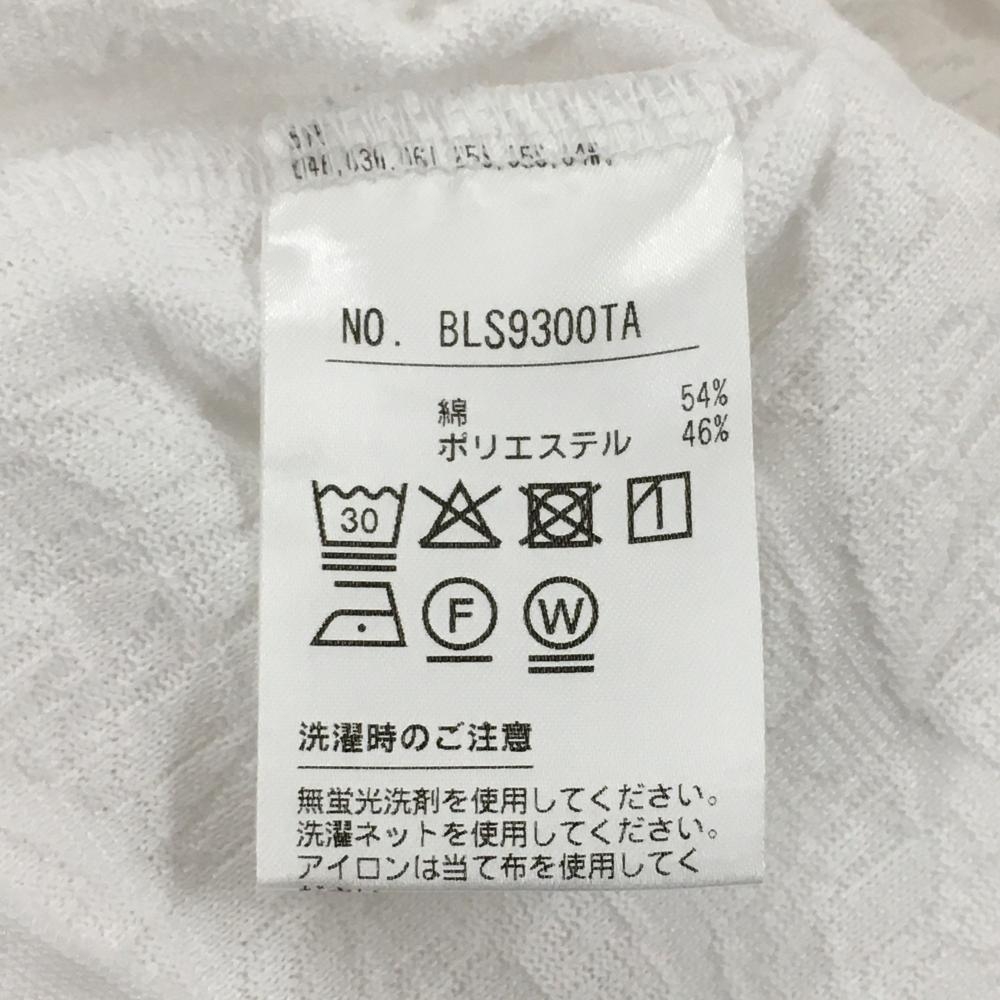 NO. BLS9300TA
綿 54%
ポリエステル 46%
30
F W
洗濯時のご注意
無蛍光洗剤を使用してください。
洗濯ネットを使用してください。
アイロンは当て布を使用してく